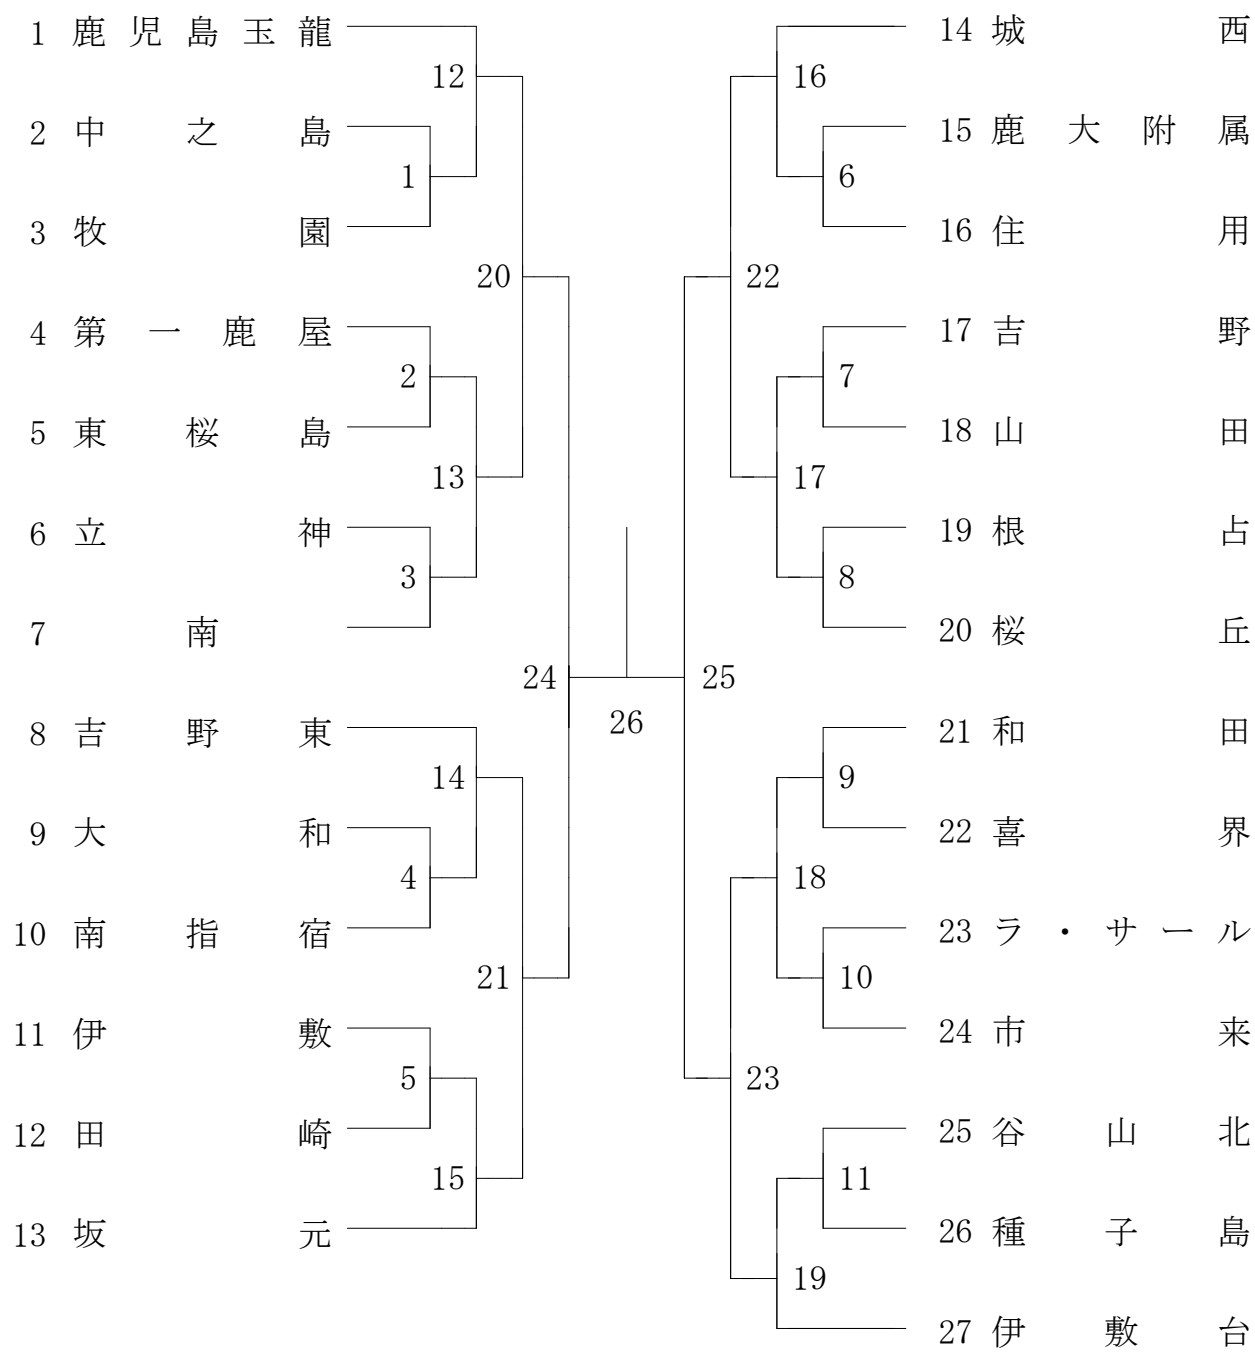 1 鹿児島玉龍
12
2 中之島
1
3 牧園
20
4 第一鹿屋
2
5 東桜島
13
6 立神
3
7 南
24
8 吉野東
14
9 大和
4
10 南指宿
21
11 伊敷
5
12 田崎
15
13 坂元
26
14 城西
16
15 鹿大附属
6
16 住用
22
17 吉野
7
18 山田
17
19 根占
8
20 桜丘
25
21 和田
9
22 喜界
18
23 ラ・サール
10
24 市来
23
25 谷山北
11
26 種子島
19
27 伊敷台